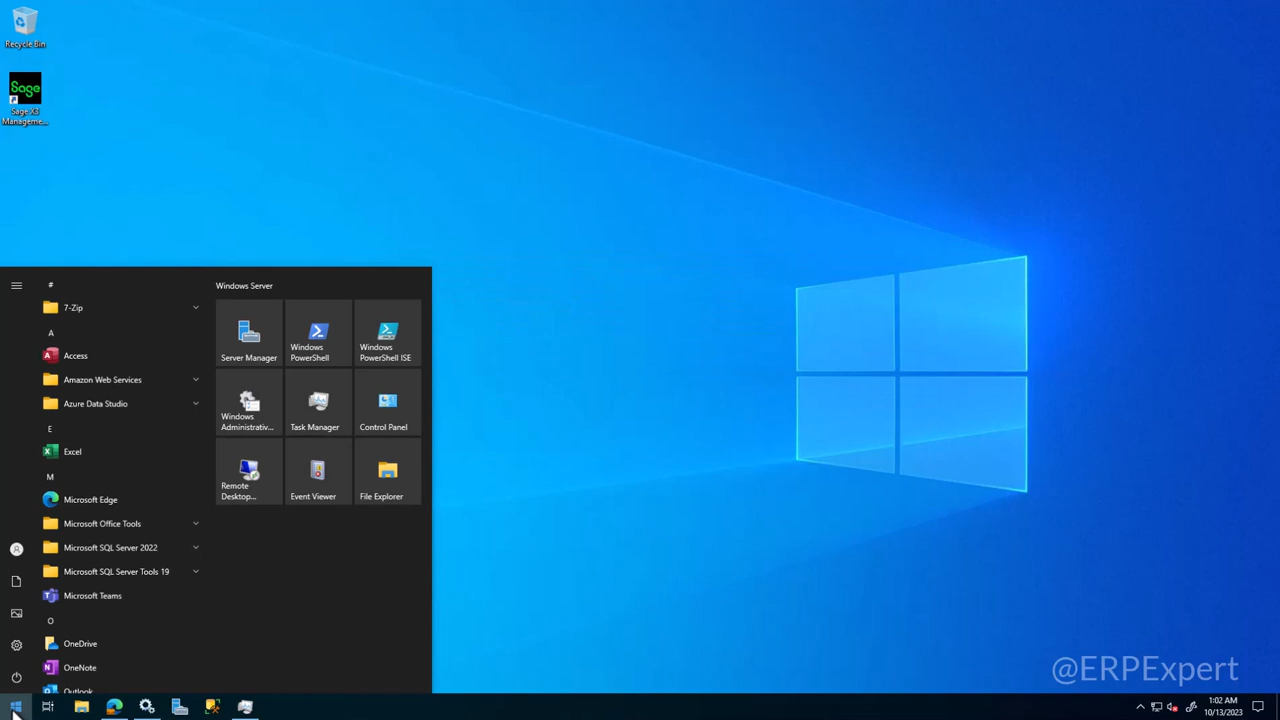 Recycle Bin
Sage
Sage X3
Manageme...
#
7-Zip
A
Access
Amazon Web Services
Azure Data Studio
E
Excel
M
Microsoft Edge
Microsoft Office Tools
Microsoft SQL Server 2022
Microsoft SQL Server Tools 19
Microsoft Teams
O
OneDrive
OneNote
Outlook
Windows Server
Server Manager
Windows
PowerShell
Windows
PowerShell ISE
Windows
Administrativ...
Task Manager
Control Panel
Remote
Desktop...
Event Viewer
File Explorer
@ERPExpert
1:02 AM
10/13/2023